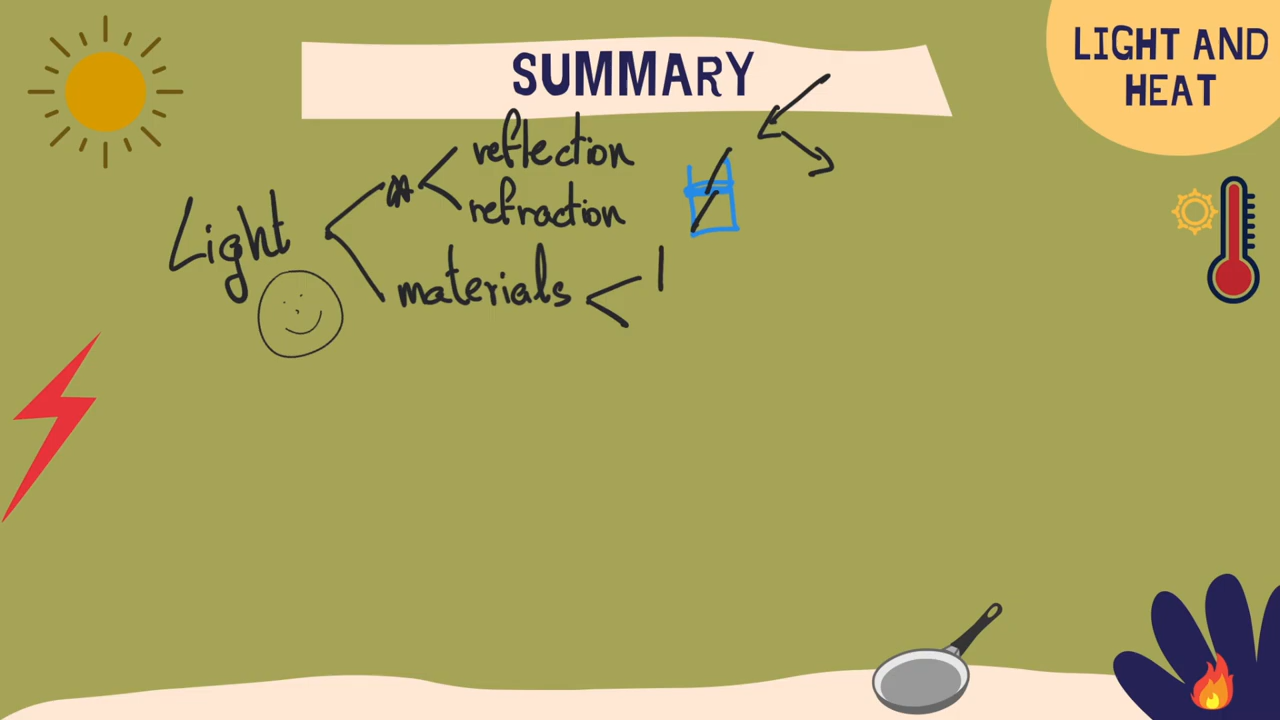 SUMMARY
LIGHT AND
HEAT
reflection
refraction
Light
materials